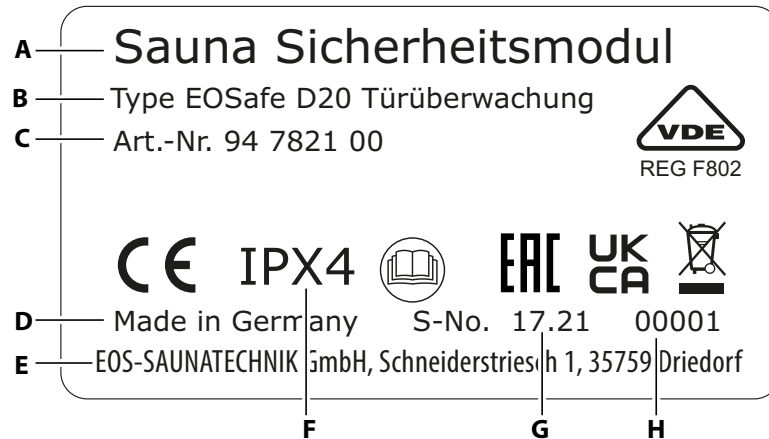 A Sauna Sicherheitsmodul
B Type EOSafe D20 Türüberwachung
C Art.-Nr. 94 7821 00
VDE
REG F802
CE IPX4 EAC UK CA
D Made in Germany S-No. 17.21 00001
E EOS-SAUNATECHNIK GmbH, Schneiderstriesch 1, 35759 Driedorf
F G H